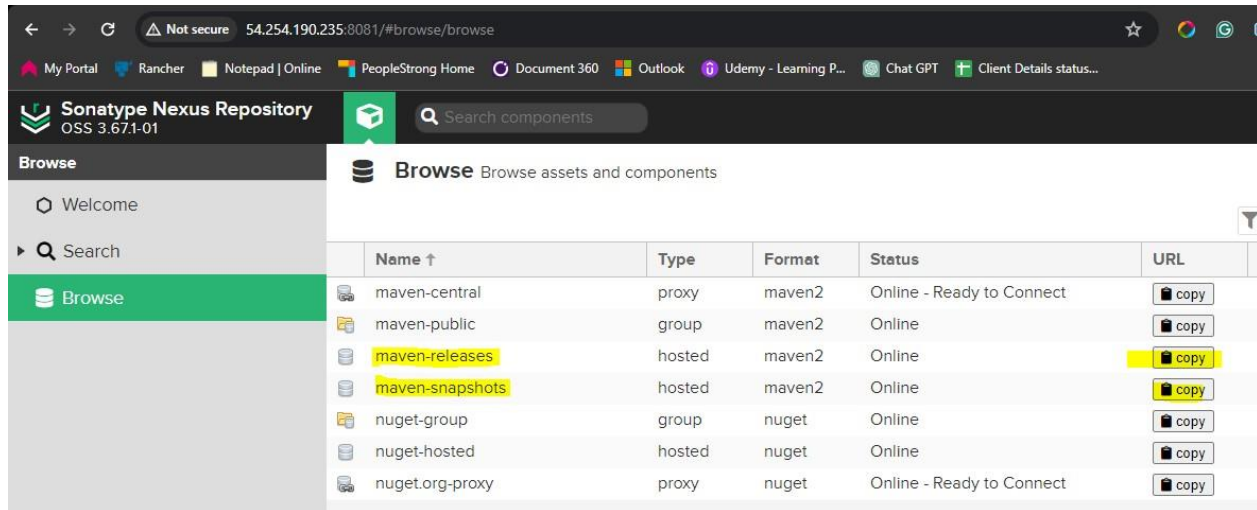 Not secure 54.254.190.235:8081/#browse/browse
My Portal Rancher Notepad | Online PeopleStrong Home Document 360 Outlook Udemy - Learning P... Chat GPT Client Details status...
Sonatype Nexus Repository
OSS 3.67.1-01
Search components
Browse
Browse Browse assets and components
Welcome
Search
Browse
Name ↑ Type Format Status URL
maven-central proxy maven2 Online - Ready to Connect copy
maven-public group maven2 Online copy
maven-releases hosted maven2 Online copy
maven-snapshots hosted maven2 Online copy
nuget-group group nuget Online copy
nuget-hosted hosted nuget Online copy
nuget.org-proxy proxy nuget Online - Ready to Connect copy